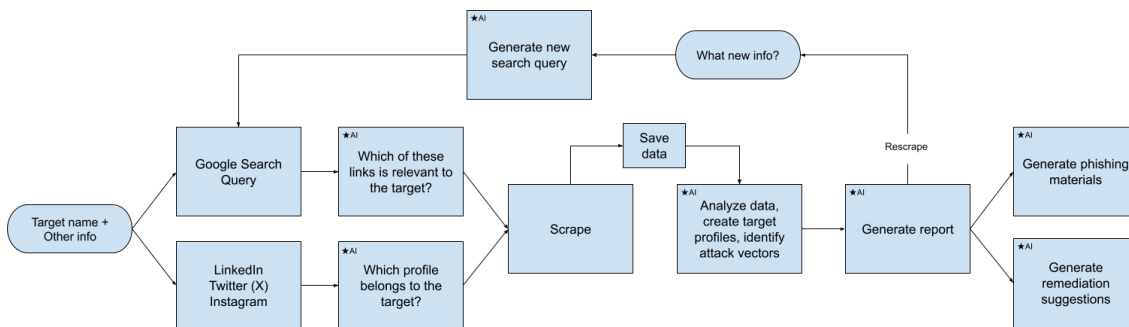 ★AI
Generate new
search query
What new info?
Google Search
Query
★AI
Which of these
links is relevant to
the target?
Save
data
Rescrape
★AI
Generate phishing
materials
Target name +
Other info
Scrape
★AI
Analyze data,
create target
profiles, identify
attack vectors
★AI
Generate report
LinkedIn
Twitter (X)
Instagram
★AI
Which profile
belongs to the
target?
★AI
Generate
remediation
suggestions